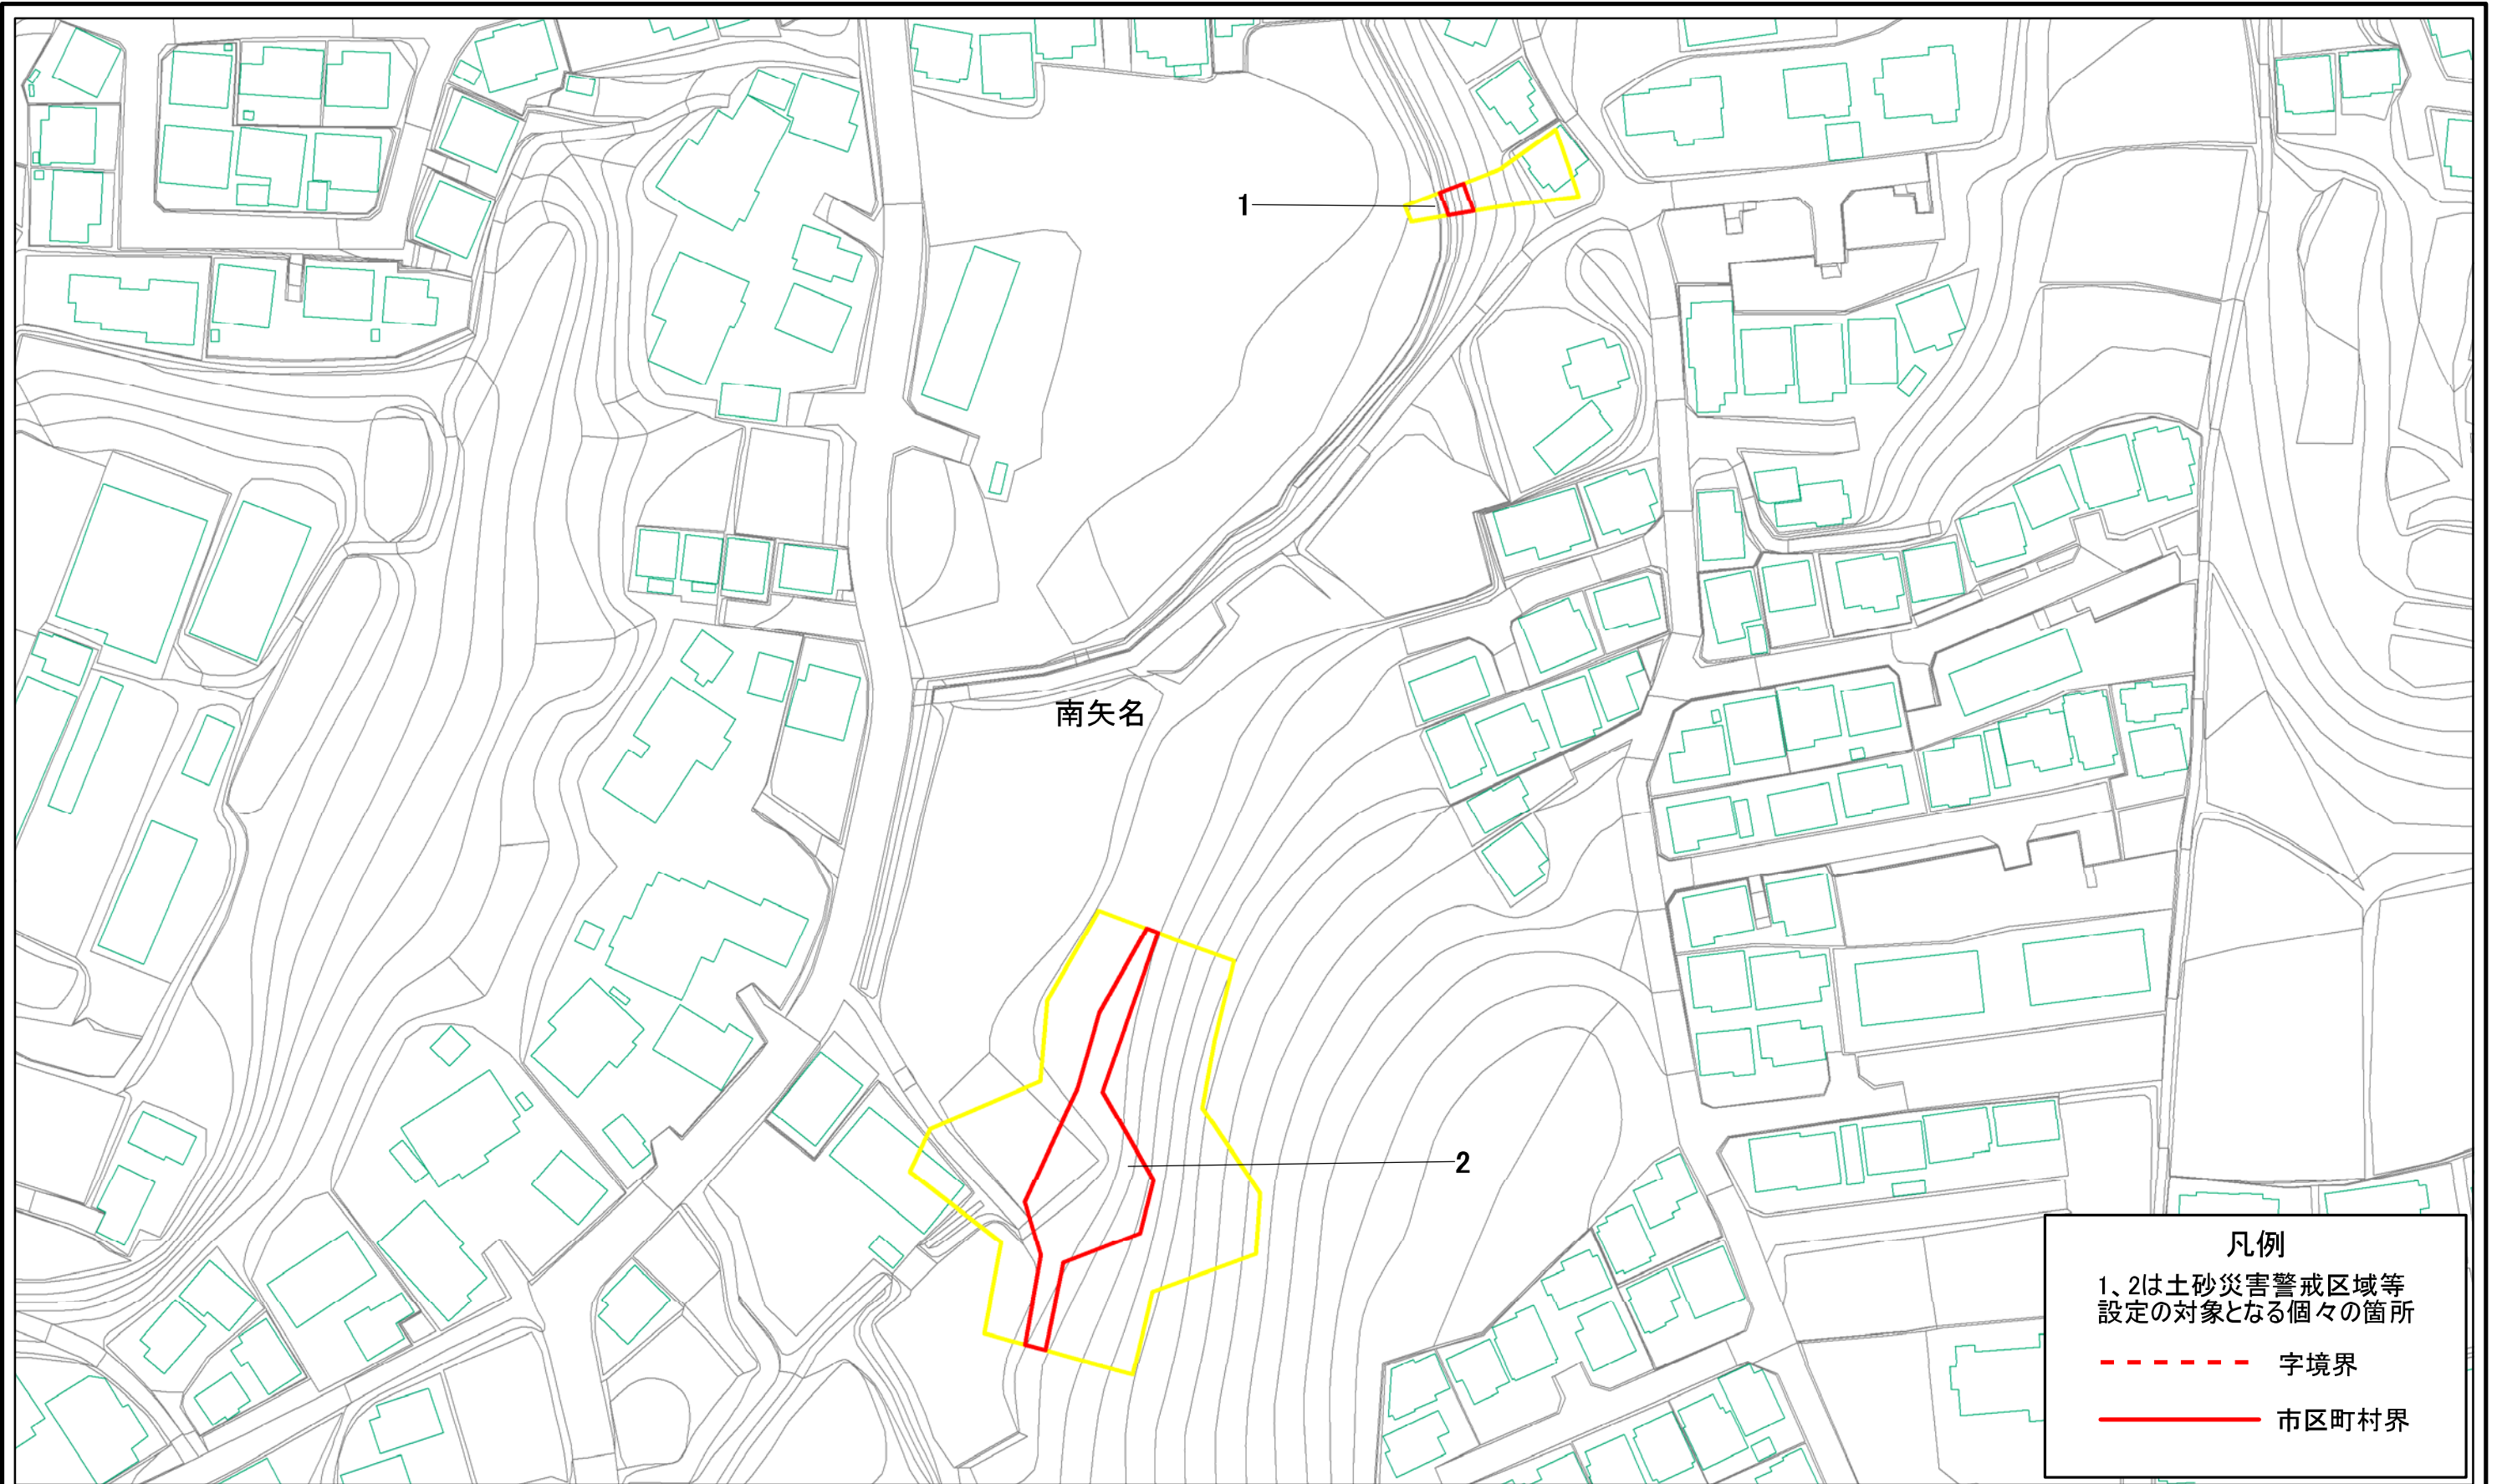 1
南矢名
2
凡例
1、2は土砂災害警戒区域等
設定の対象となる個々の箇所
字境界
市区町村界